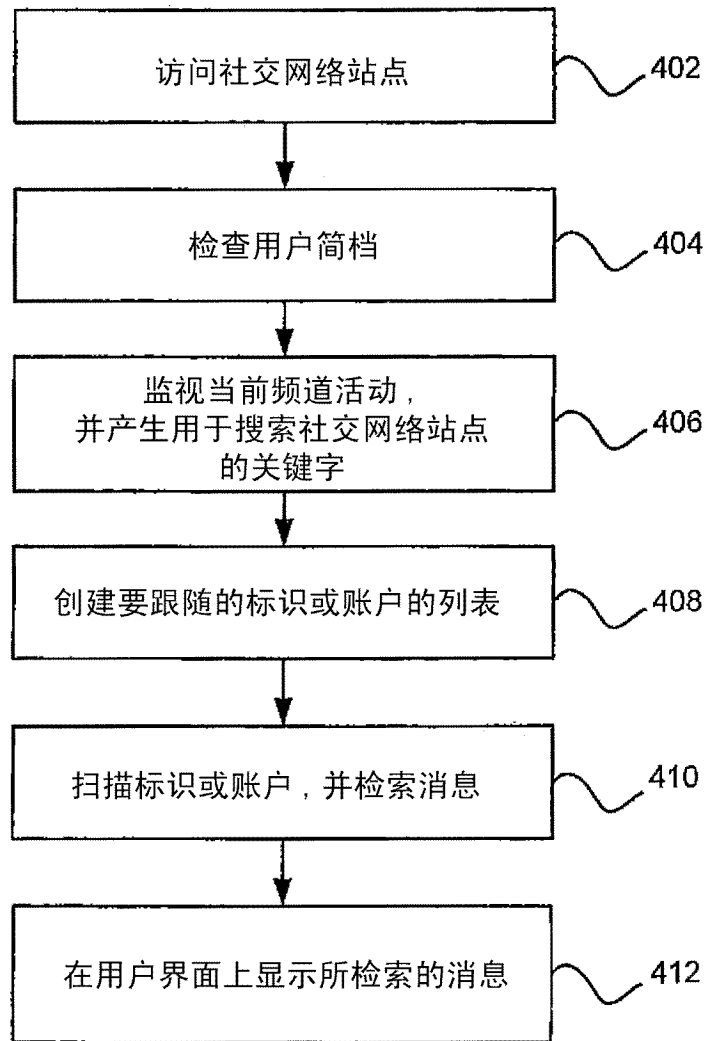 访问社交网络站点
402
检查用户简档
404
监视当前频道活动,
并产生用于搜索社交网络站点
的关键字
406
创建要跟随的标识或账户的列表
408
扫描标识或账户,并检索消息
410
在用户界面上显示所检索的消息
412